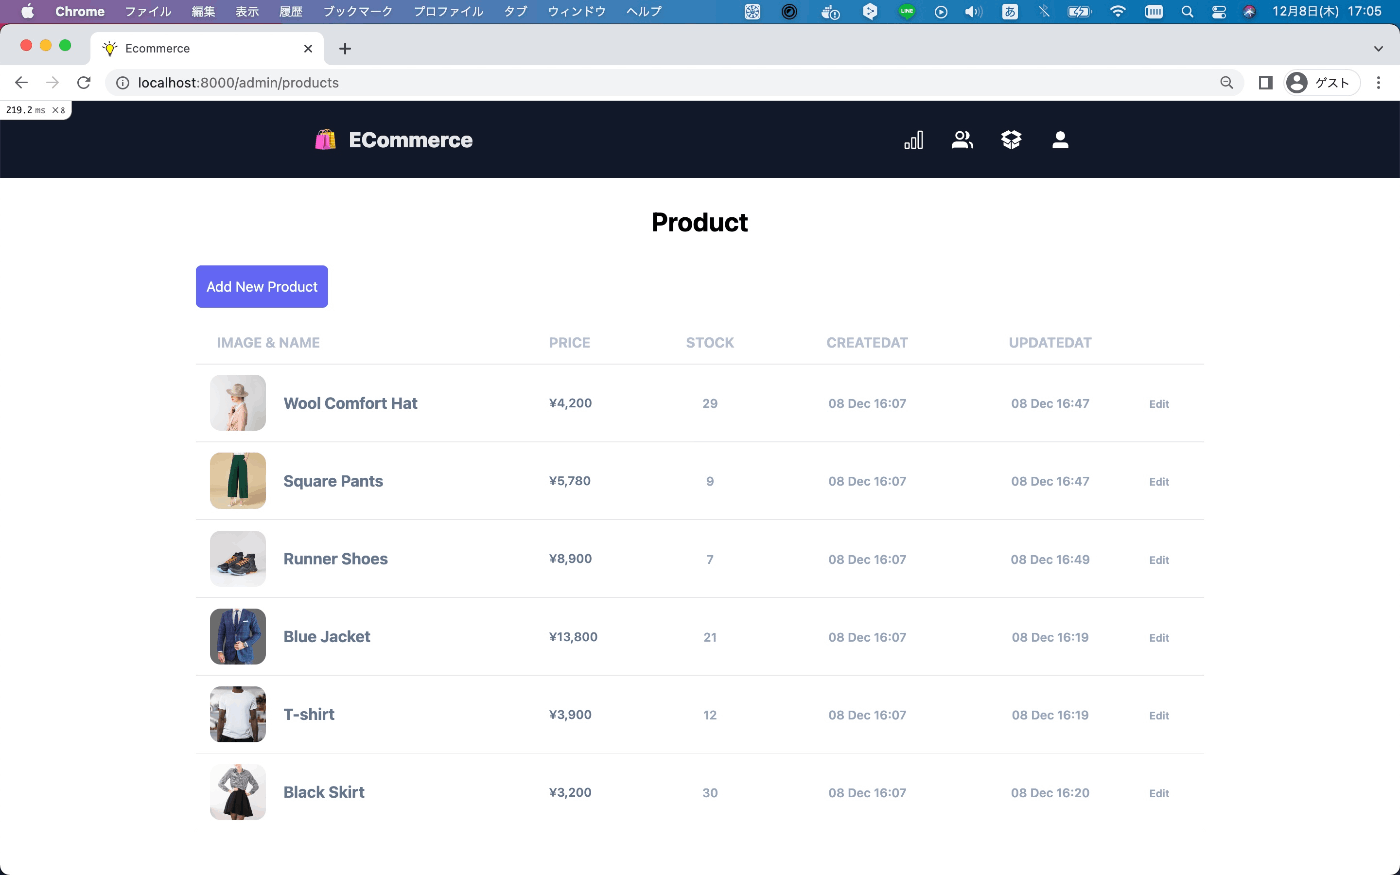 Chrome ファイル 編集 表示 履歴 ブックマーク プロファイル タブ ウィンドウ ヘルプ LINE あ 12月8日(木) 17:05
Ecommerce
localhost:8000/admin/products ゲスト
219.2 ms ×8
ECommerce
Product
Add New Product
IMAGE & NAME PRICE STOCK CREATEDAT UPDATEDAT
Wool Comfort Hat ¥4,200 29 08 Dec 16:07 08 Dec 16:47 Edit
Square Pants ¥5,780 9 08 Dec 16:07 08 Dec 16:47 Edit
Runner Shoes ¥8,900 7 08 Dec 16:07 08 Dec 16:49 Edit
Blue Jacket ¥13,800 21 08 Dec 16:07 08 Dec 16:19 Edit
T-shirt ¥3,900 12 08 Dec 16:07 08 Dec 16:19 Edit
Black Skirt ¥3,200 30 08 Dec 16:07 08 Dec 16:20 Edit